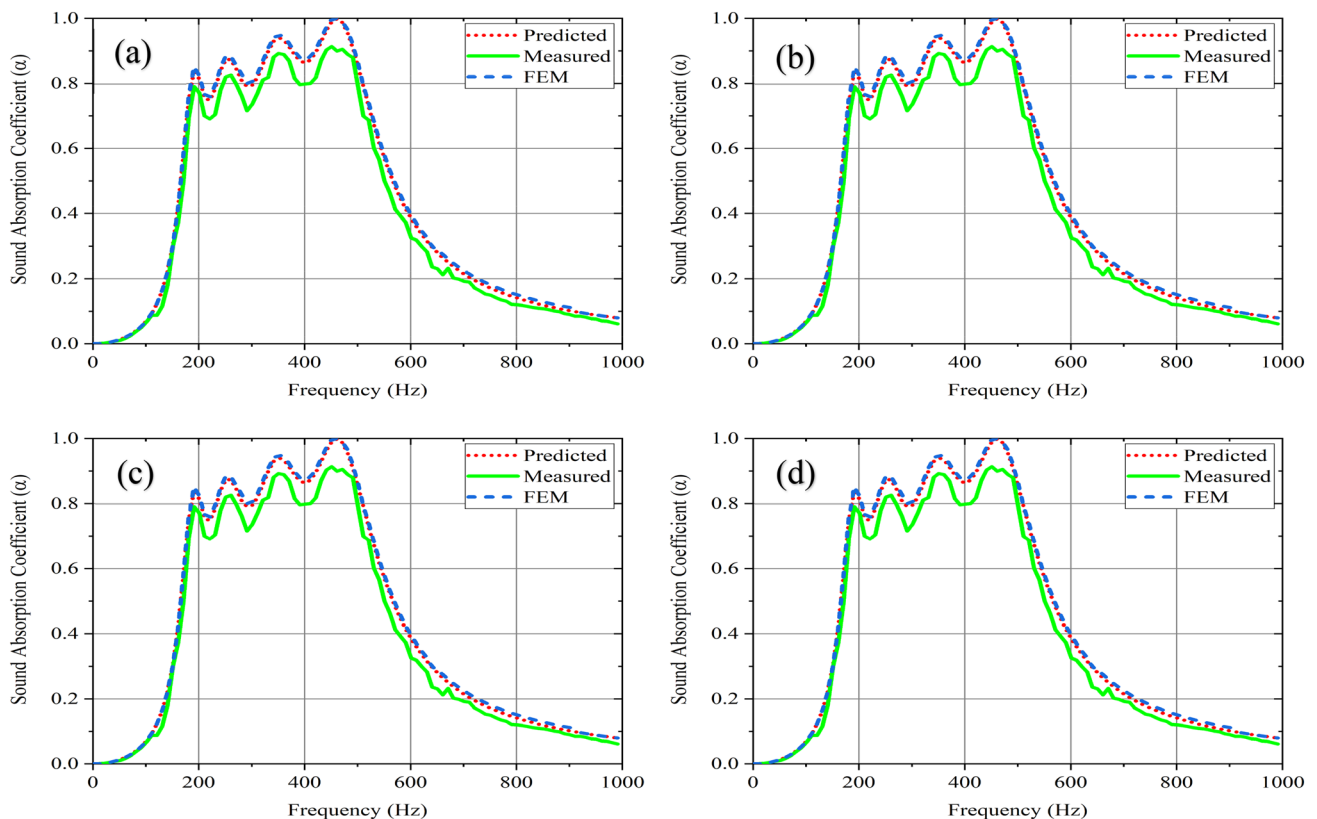 (a)
Predicted
Measured
FEM
Sound Absorption Coefficient (α)
1.0
0.8
0.6
0.4
0.2
0.0
0 200 400 600 800 1000
Frequency (Hz)
(b)
Predicted
Measured
FEM
Sound Absorption Coefficient (α)
1.0
0.8
0.6
0.4
0.2
0.0
0 200 400 600 800 1000
Frequency (Hz)
(c)
Predicted
Measured
FEM
Sound Absorption Coefficient (α)
1.0
0.8
0.6
0.4
0.2
0.0
0 200 400 600 800 1000
Frequency (Hz)
(d)
Predicted
Measured
FEM
Sound Absorption Coefficient (α)
1.0
0.8
0.6
0.4
0.2
0.0
0 200 400 600 800 1000
Frequency (Hz)